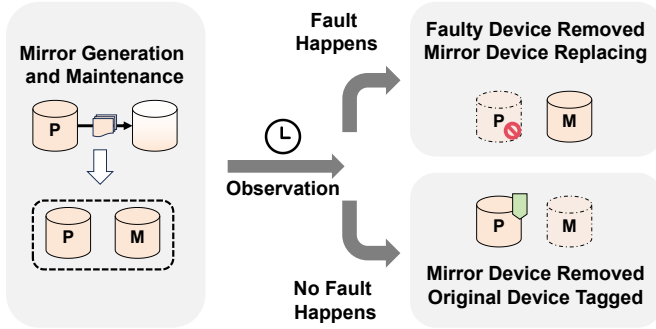 Mirror Generation
and Maintenance
P
P
M
Observation
Fault
Happens
No Fault
Happens
Faulty Device Removed
Mirror Device Replacing
P
M
P
M
Mirror Device Removed
Original Device Tagged